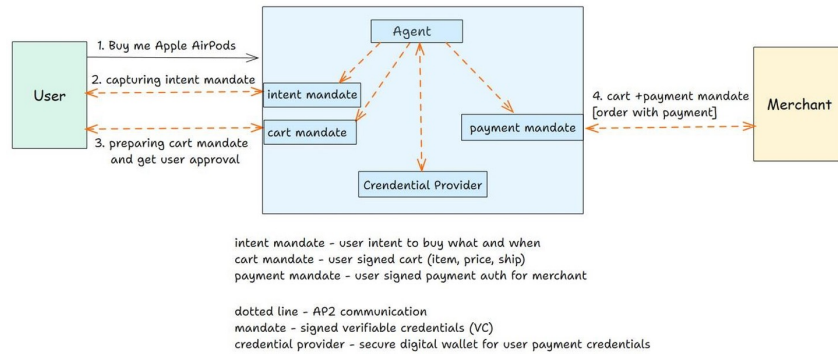 Agent
1. Buy me Apple AirPods
2. capturing intent mandate
User
intent mandate
cart mandate
3. preparing cart mandate
and get user approval
payment mandate
4. cart +payment mandate
[order with payment]
Merchant
Crendential Provider
intent mandate - user intent to buy what and when
cart mandate - user signed cart (item, price, ship)
payment mandate - user signed payment auth for merchant
dotted line - AP2 communication
mandate - signed verifiable credentials (VC)
credential provider - secure digital wallet for user payment credentials